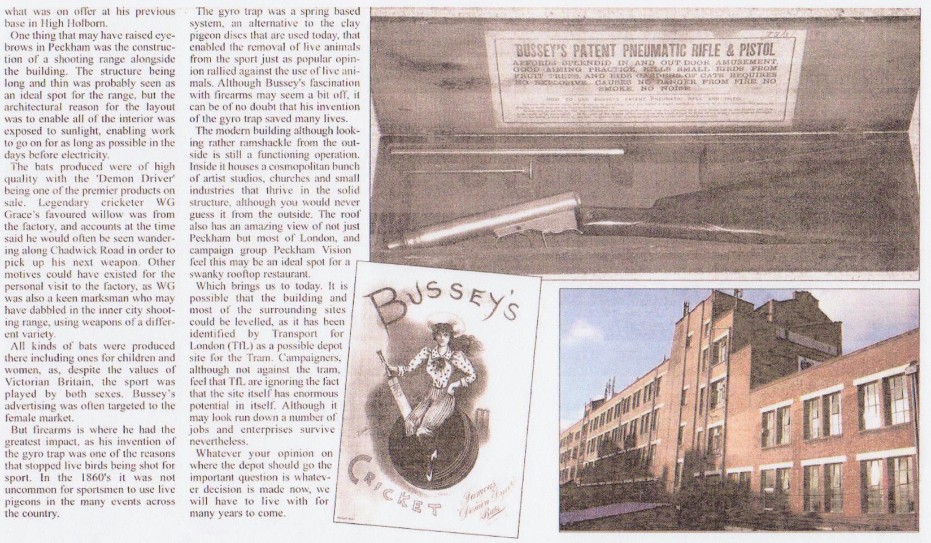 what was on offer at his previous
base in High Holborn.
One thing that may have raised eye-
brows in Peckham was the construc-
tion of a shooting range alongside
the building. The structure being
long and thin was probably seen as
an ideal spot for the range, but the
architectural reason for the layout
was to enable all of the interior was
exposed to sunlight, enabling work
to go on for as long as possible in the
days before electricity.
The bats produced were of high
quality with the 'Demon Driver'
being one of the premier products on
sale. Legendary cricketer WG
Grace's favoured willow was from
the factory, and accounts at the time
said he would often be seen wander-
ing along Chadwick Road in order to
pick up his next weapon. Other
motives could have existed for the
personal visit to the factory, as WG
was also a keen marksman who may
have dabbled in the inner city shoot-
ing range, using weapons of a differ-
ent variety.
All kinds of bats were produced
there including ones for children and
women, as, despite the values of
Victorian Britain, the sport was
played by both sexes. Bussey's
advertising was often targeted to the
female market.
But firearms is where he had the
greatest impact, as his invention of
the gyro trap was one of the reasons
that stopped live birds being shot for
sport. In the 1860's it was not
uncommon for sportsmen to use live
pigeons in the many events across
the country.
The gyro trap was a spring based
system, an alternative to the clay
pigeon discs that are used today, that
enabled the removal of live animals
from the sport just as popular opin-
ion rallied against the use of live ani-
mals. Although Bussey's fascination
with firearms may seem a bit off, it
can be of no doubt that his invention
of the gyro trap saved many lives.
The modern building although look-
ing rather ramshackle from the out-
side is still a functioning operation.
Inside it houses a cosmopolitan bunch
of artist studios, churches and small
industries that thrive in the solid
structure, although you would never
guess it from the outside. The roof
also has an amazing view of not just
Peckham but most of London, and
campaign group Peckham Vision
feel this may be an ideal spot for a
swanky rooftop restaurant.
Which brings us to today. It is
possible that the building and
most of the surrounding sites
could be levelled, as it has been
identified by Transport for
London (TfL) as a possible depot
site for the Tram. Campaigners,
although not against the tram,
feel that TfL are ignoring the fact
that the site itself has enormous
potential in itself. Although it
may look run down a number of
jobs and enterprises survive
nevertheless.
Whatever your opinion on
where the depot should go the
important question is whatev-
er decision is made now, we
will have to live with for
many years to come.
BUSSEY'S PATENT PNEUMATIC RIFLE & PISTOL
AFFORDS SPLENDID IN AND OUT DOOR AMUSEMENT,
GOOD AIMING PRACTICE, KILLS SMALL BIRDS FROM
FRUIT TREES, AND RIDS GARDENS OF CATS. REQUIRES
NO EXPLOSIVE, CAUSES NO DANGER FROM FIRE NO
SMOKE, NO NOISE
BUSSEY'S
CRICKET
Famous
Demon Driver
Bats